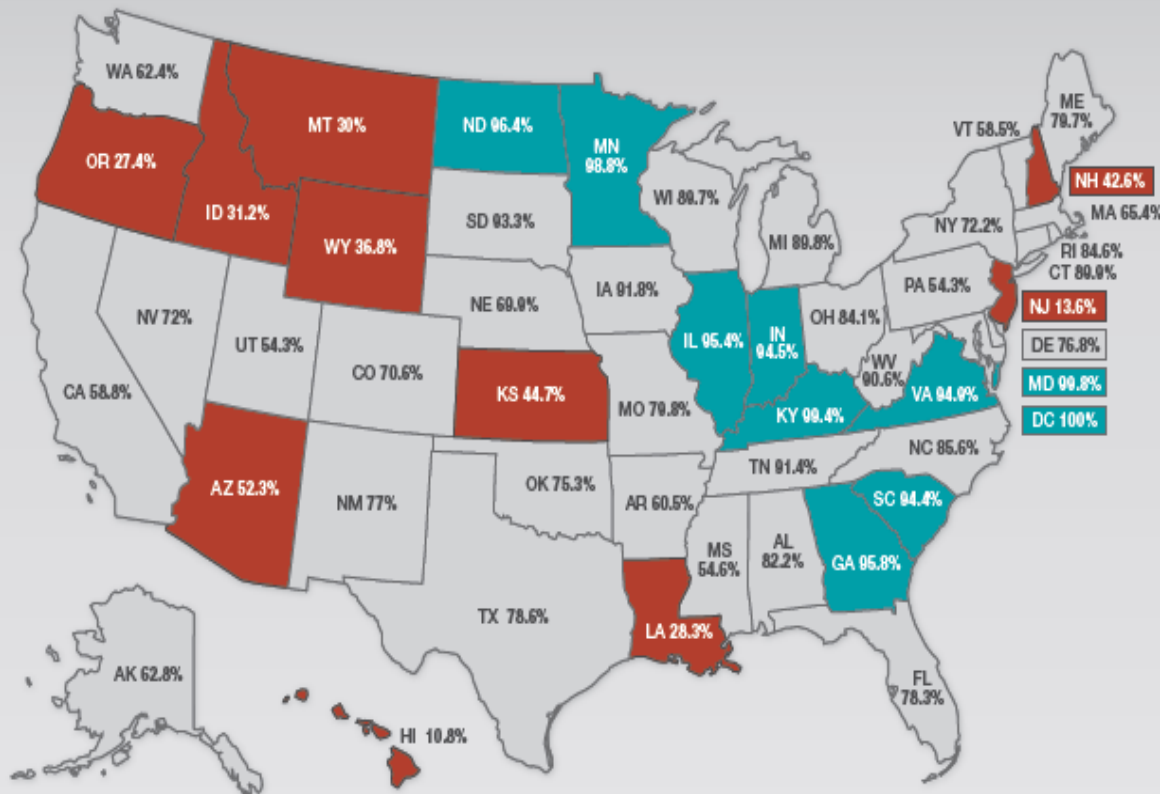 WA 62.4%
OR 27.4%
MT 30%
ID 31.2%
WY 36.8%
ND 96.4%
MN
98.8%
SD 93.3%
WI 89.7%
MI 89.8%
NE 69.9%
IA 91.8%
NV 72%
UT 54.3%
CO 70.6%
CA 58.8%
KS 44.7%
MO 79.8%
IL 95.4%
IN
94.5%
OH 84.1%
WV
90.6%
KY 99.4%
VA 94.9%
PA 54.3%
NY 72.2%
VT 58.5%
ME
79.7%
NH 42.6%
MA 65.4%
RI 84.6%
CT 89.9%
NJ 13.6%
DE 76.8%
MD 99.8%
DC 100%
AZ 52.3%
NM 77%
OK 75.3%
AR 60.5%
TN 91.4%
NC 85.6%
SC 94.4%
GA 95.8%
MS
54.6%
AL
82.2%
TX 78.6%
LA 28.3%
FL
78.3%
AK 62.8%
HI 10.8%